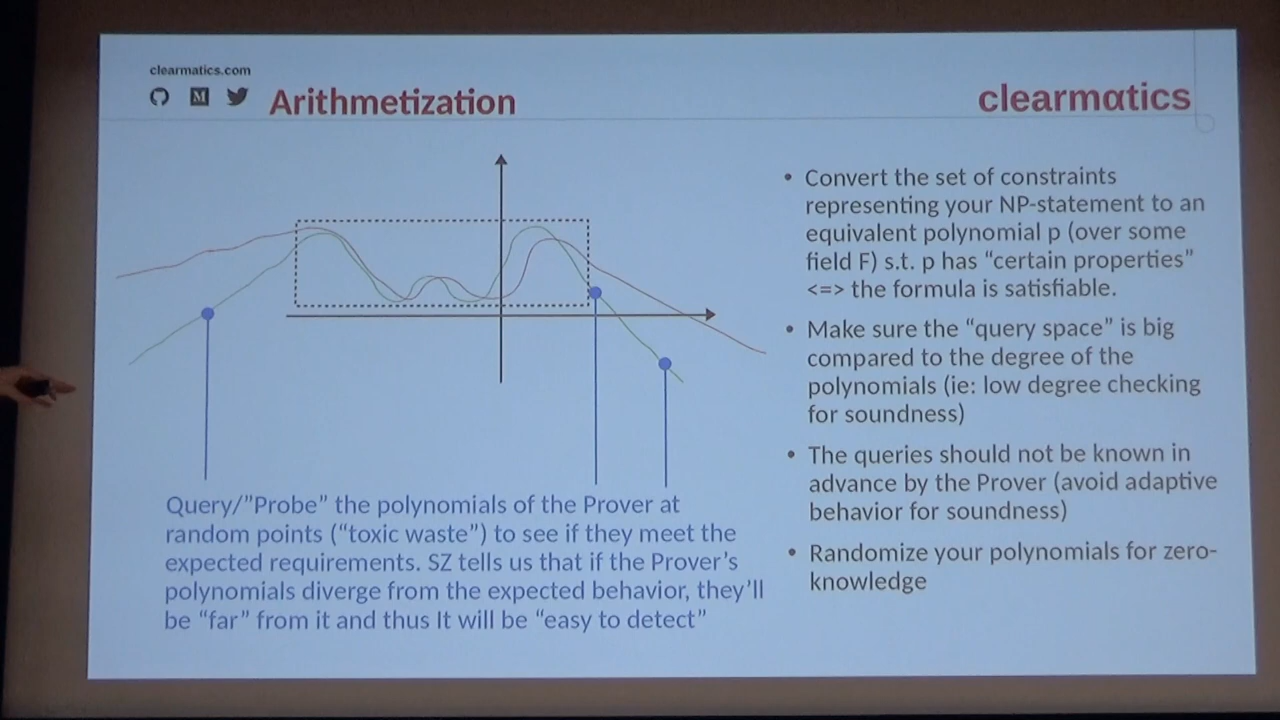 clearmatics.com
Arithmetization
clearmαtics
• Convert the set of constraints
representing your NP-statement to an
equivalent polynomial p (over some
field F) s.t. p has “certain properties”
<=> the formula is satisfiable.
• Make sure the “query space” is big
compared to the degree of the
polynomials (ie: low degree checking
for soundness)
• The queries should not be known in
advance by the Prover (avoid adaptive
behavior for soundness)
• Randomize your polynomials for zero-
knowledge
Query/”Probe” the polynomials of the Prover at
random points (“toxic waste”) to see if they meet the
expected requirements. SZ tells us that if the Prover’s
polynomials diverge from the expected behavior, they’ll
be “far” from it and thus It will be “easy to detect”